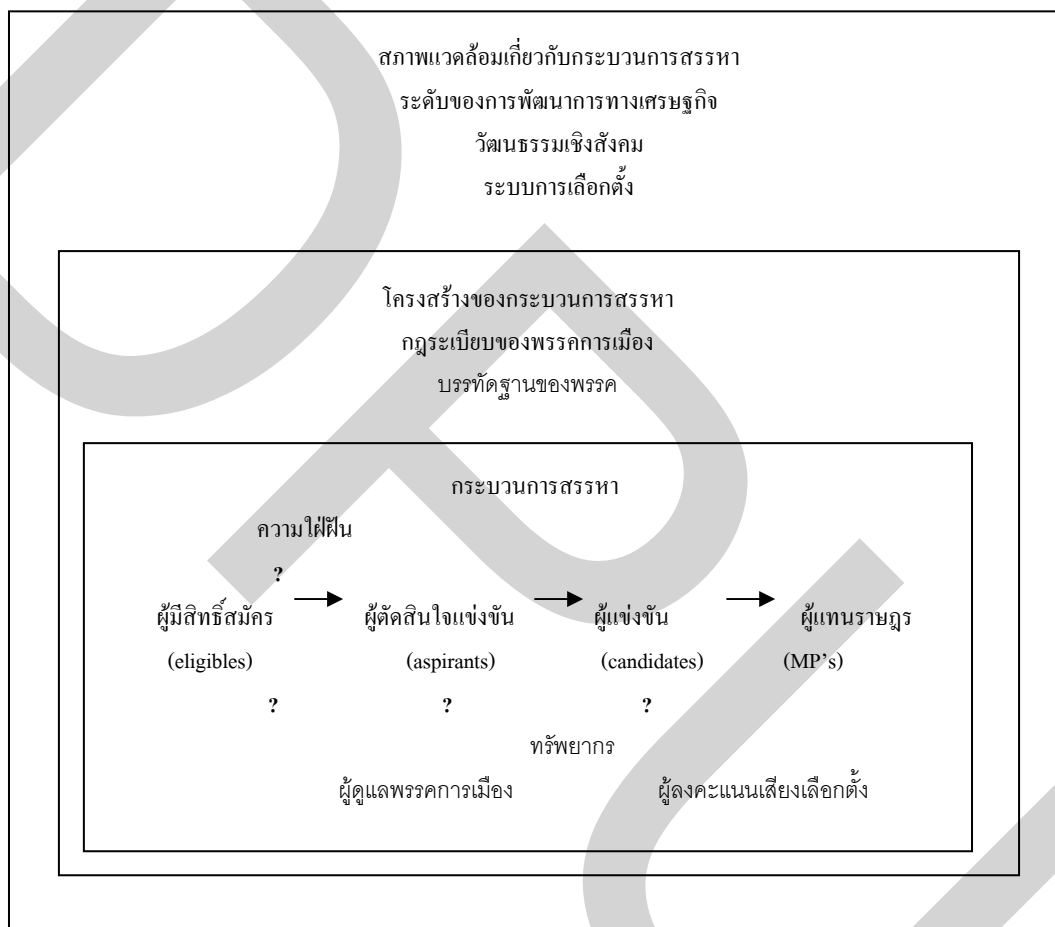 สภาพแวดล้อมเกี่ยวกับกระบวนการสรรหา
ระดับของการพัฒนาการทางเศรษฐกิจ
วัฒนธรรมเชิงสังคม
ระบบการเลือกตั้ง
โครงสร้างของกระบวนการสรรหา
กฎระเบียบของพรรคการเมือง
บรรทัดฐานของพรรค
กระบวนการสรรหา
ความใฝ่ฝัน
?
ผู้มีสิทธิ์สมัคร ผู้ตัดสินใจแข่งขัน ผู้แข่งขัน ผู้แทนราษฎร
(eligibles) (aspirants) (candidates) (MP’s)
? ? ?
ทรัพยากร
ผู้ดูแลพรรคการเมือง ผู้ลงคะแนนเสียงเลือกตั้ง